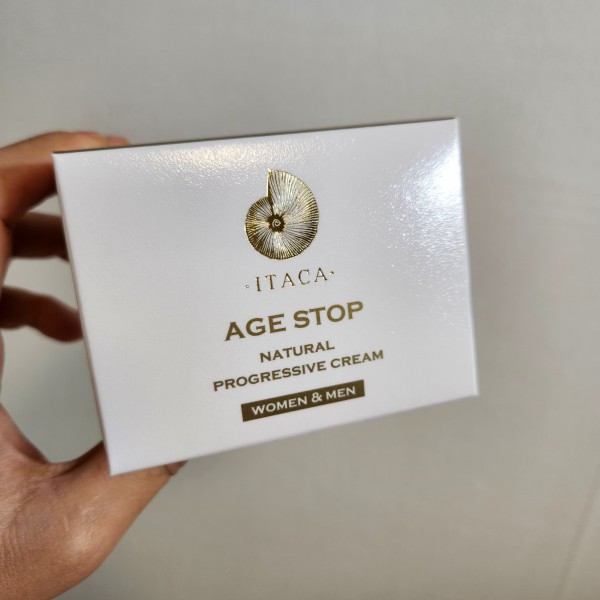 ITACA
AGE STOP
NATURAL
PROGRESSIVE CREAM
WOMEN & MEN